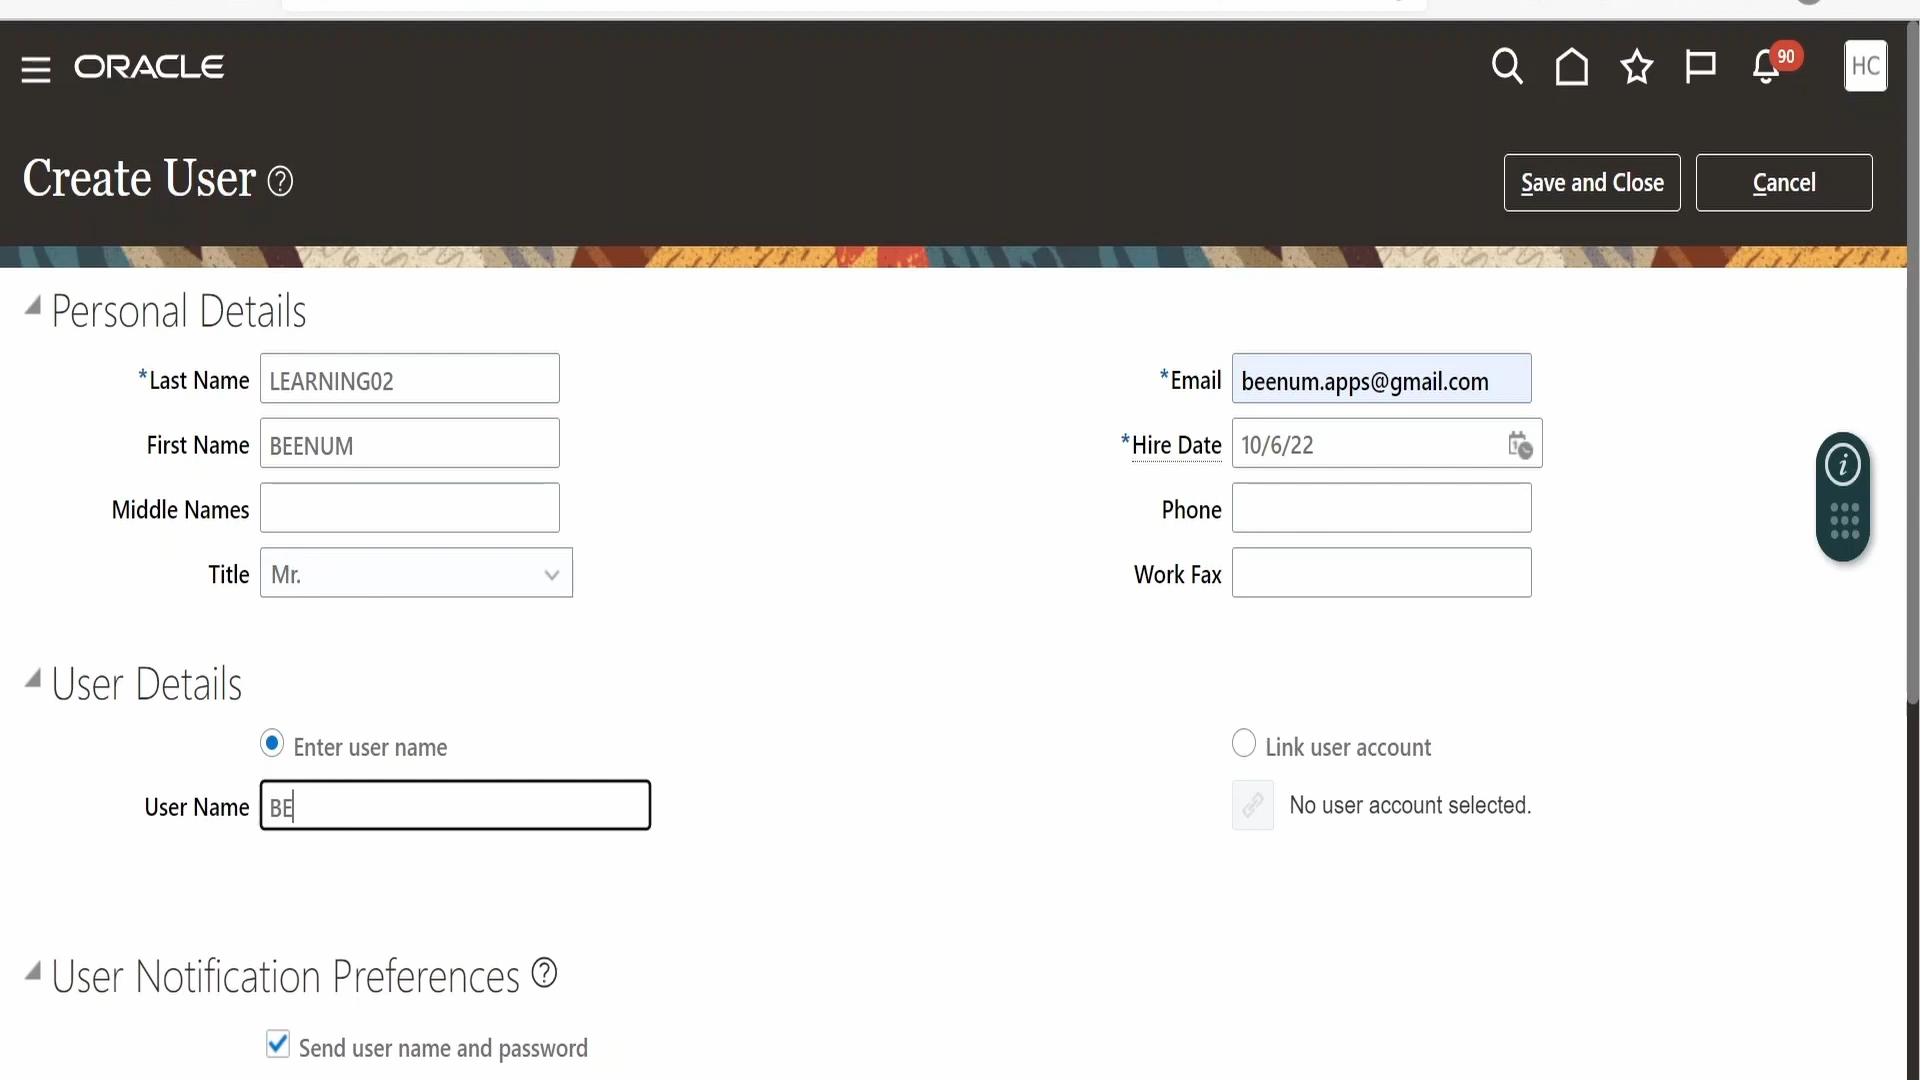 ORACLE
90
HC
Create User ?
Save and Close
Cancel
Personal Details
*Last Name LEARNING02
*Email beenum.apps@gmail.com
First Name BEENUM
*Hire Date 10/6/22
Middle Names
Phone
Title Mr.
Work Fax
User Details
Enter user name
Link user account
User Name BE
No user account selected.
User Notification Preferences ?
Send user name and password